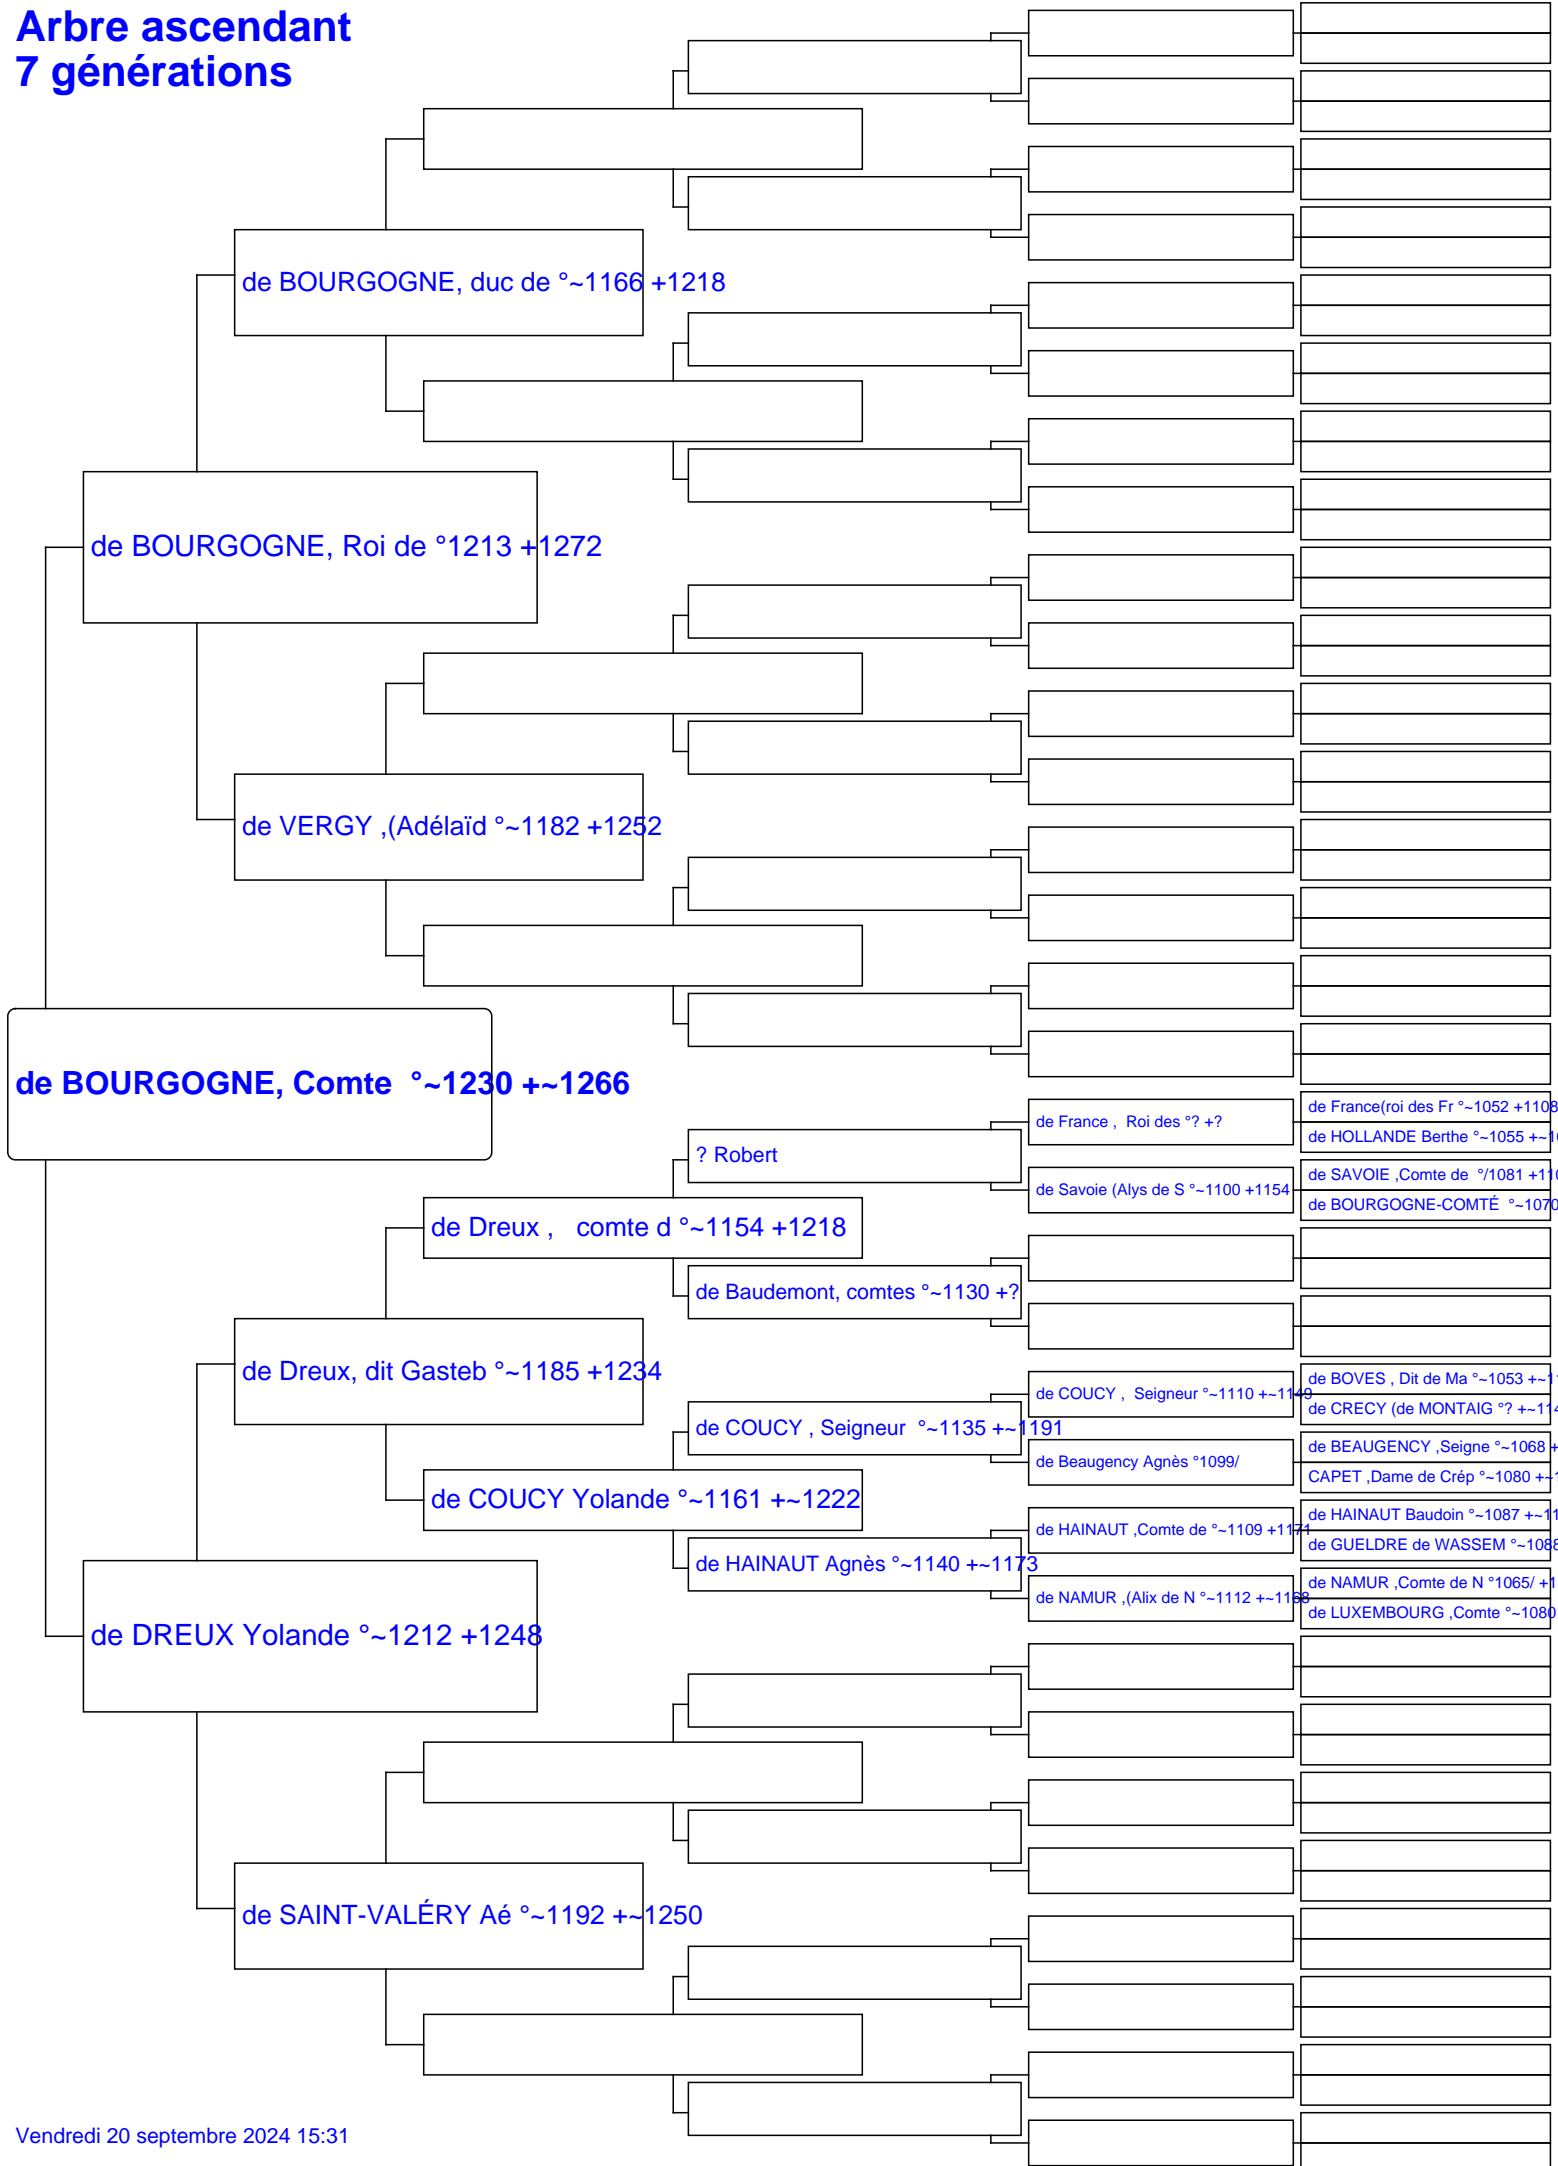 Arbre ascendant
7 générations
de BOURGOGNE, duc de °~1166 +1218
de BOURGOGNE, Roi de °1213 +1272
de VERGY ,(Adélaïd °~1182 +1252
de BOURGOGNE, Comte °~1230 +~1266
de France , Roi des °? +?
de France(roi des Fr °~1052 +1108
de HOLLANDE Berthe °~1055 +~10
? Robert
de Savoie (Alys de S °~1100 +1154
de SAVOIE ,Comte de °/1081 +110
de BOURGOGNE-COMTÉ °~1070
de Dreux , comte d °~1154 +1218
de Baudemont, comtes °~1130 +?
de Dreux, dit Gasteb °~1185 +1234
de COUCY , Seigneur °~1110 +~1149
de BOVES , Dit de Ma °~1053 +~11
de CRECY (de MONTAIG °? +~114
de COUCY , Seigneur °~1135 +~1191
de Beaugency Agnès °1099/
de BEAUGENCY ,Seigne °~1068 +
CAPET ,Dame de Crép °~1080 +~1
de COUCY Yolande °~1161 +~1222
de HAINAUT ,Comte de °~1109 +1171
de HAINAUT Baudoin °~1087 +~11
de GUELDRE de WASSEM °~1088
de HAINAUT Agnès °~1140 +~1173
de NAMUR ,(Alix de N °~1112 +~1168
de NAMUR ,Comte de N °1065/ +1
de LUXEMBOURG ,Comte °~1080
de DREUX Yolande °~1212 +1248
de SAINT-VALÉRY Aé °~1192 +~1250
Vendredi 20 septembre 2024 15:31